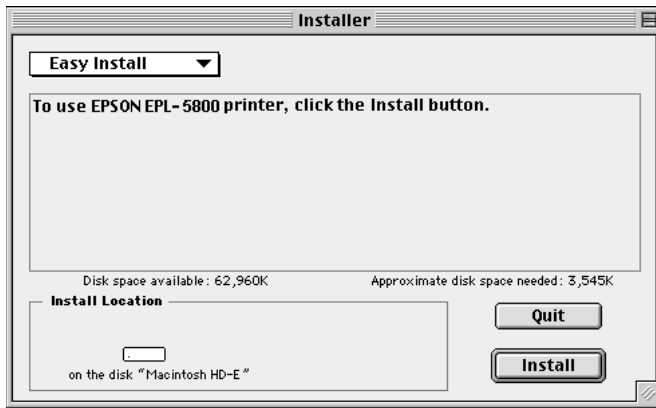 Installer
Easy Install
To use EPSON EPL-5800 printer, click the Install button.
Disk space available: 62,960K Approximate disk space needed: 3,545K
Install Location
Quit
on the disk “Macintosh HD-E”
Install